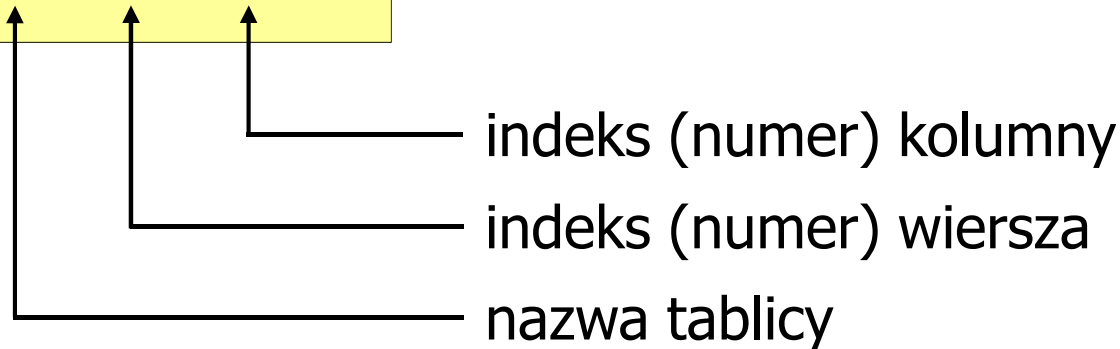 indeks (numer) kolumny
indeks (numer) wiersza
nazwa tablicy